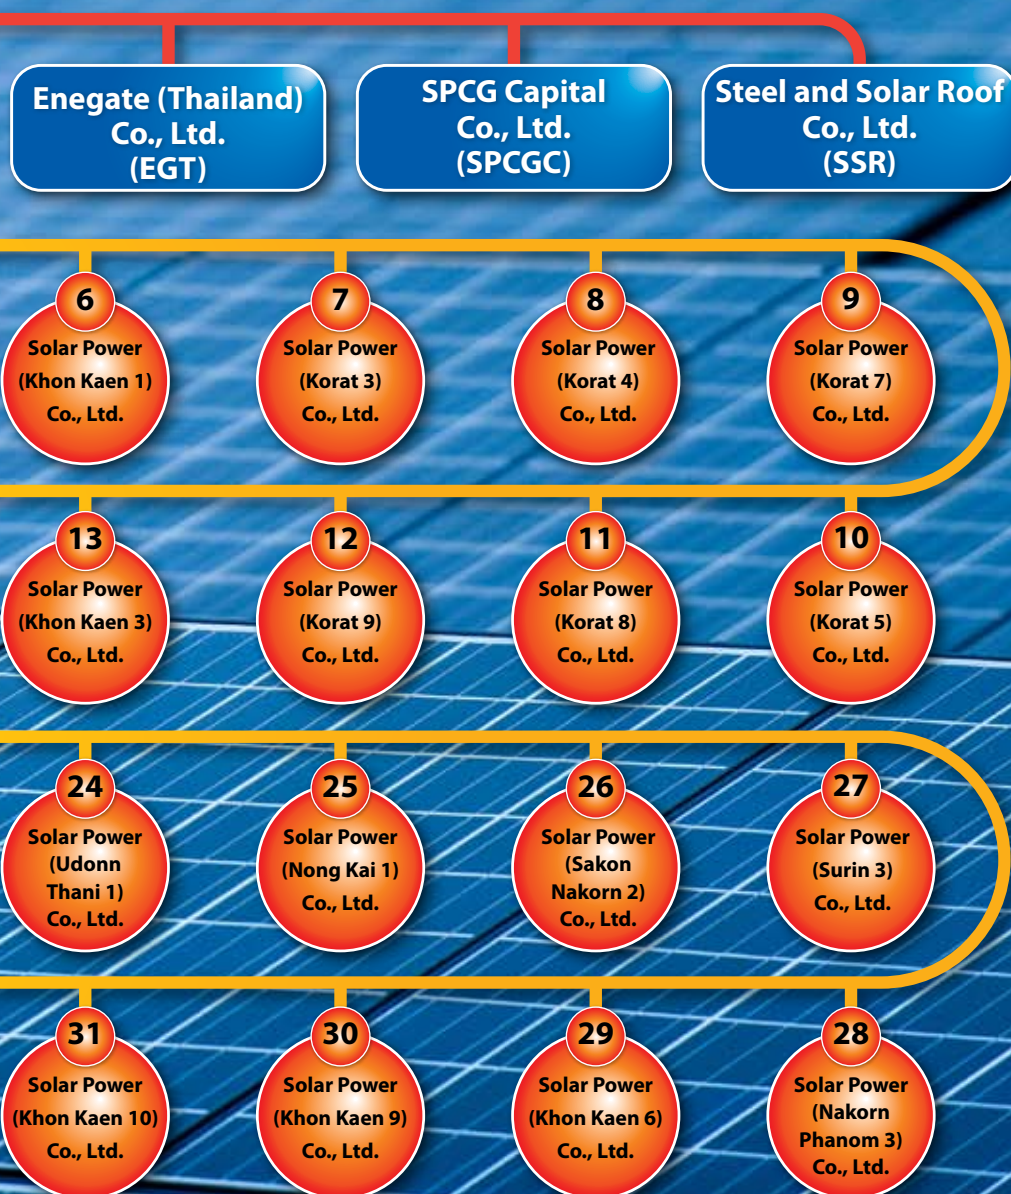 Enegate (Thailand)
Co., Ltd.
(EGT)
SPCG Capital
Co., Ltd.
(SPCGC)
Steel and Solar Roof
Co., Ltd.
(SSR)
6
Solar Power
(Khon Kaen 1)
Co., Ltd.
7
Solar Power
(Korat 3)
Co., Ltd.
8
Solar Power
(Korat 4)
Co., Ltd.
9
Solar Power
(Korat 7)
Co., Ltd.
13
Solar Power
(Khon Kaen 3)
Co., Ltd.
12
Solar Power
(Korat 9)
Co., Ltd.
11
Solar Power
(Korat 8)
Co., Ltd.
10
Solar Power
(Korat 5)
Co., Ltd.
24
Solar Power
(Udonn
Thani 1)
Co., Ltd.
25
Solar Power
(Nong Kai 1)
Co., Ltd.
26
Solar Power
(Sakon
Nakorn 2)
Co., Ltd.
27
Solar Power
(Surin 3)
Co., Ltd.
31
Solar Power
(Khon Kaen 10)
Co., Ltd.
30
Solar Power
(Khon Kaen 9)
Co., Ltd.
29
Solar Power
(Khon Kaen 6)
Co., Ltd.
28
Solar Power
(Nakorn
Phanom 3)
Co., Ltd.